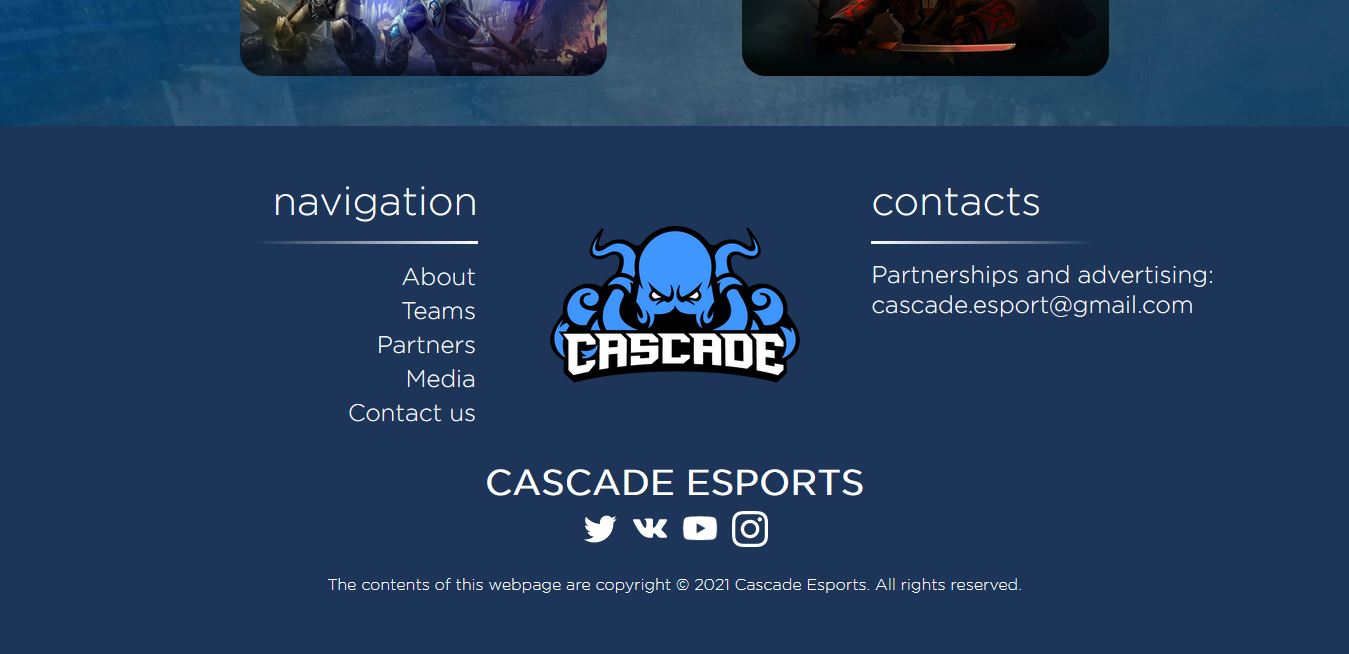 navigation
About
Teams
Partners
Media
Contact us
CASCADE
contacts
Partnerships and advertising:
cascade.esport@gmail.com
CASCADE ESPORTS
The contents of this webpage are copyright © 2021 Cascade Esports. All rights reserved.